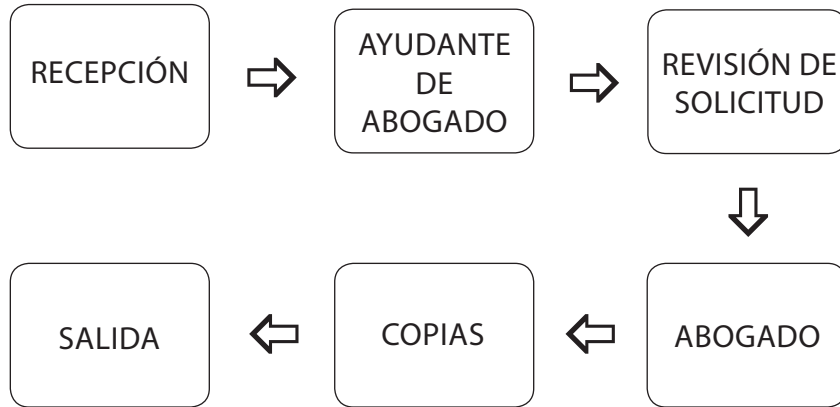 RECEPCIÓN
AYUDANTE
DE
ABOGADO
REVISIÓN DE
SOLICITUD
ABOGADO
COPIAS
SALIDA